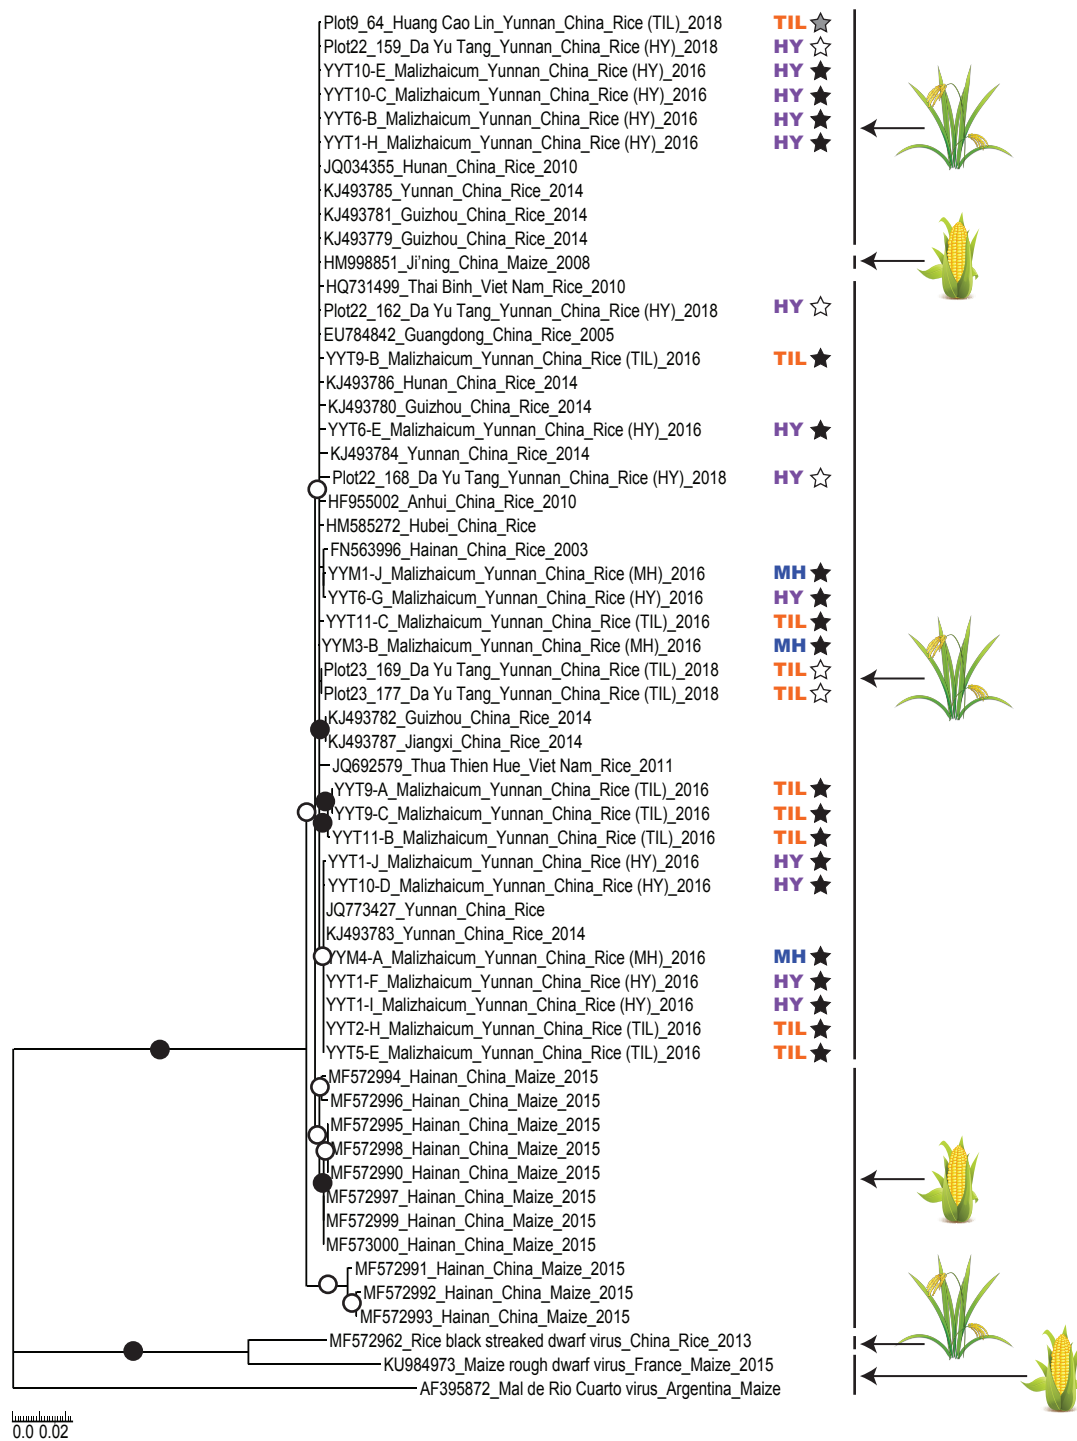 Plot9_64_Huang Cao Lin_Yunnan_China_Rice (TIL)_2018 TIL
Plot22_159_Da Yu Tang_Yunnan_China_Rice (HY)_2018 HY
YYT10-E_Malizhaicum_Yunnan_China_Rice (HY)_2016 HY
YYT10-C_Malizhaicum_Yunnan_China_Rice (HY)_2016 HY
YYT6-B_Malizhaicum_Yunnan_China_Rice (HY)_2016 HY
YYT1-H_Malizhaicum_Yunnan_China_Rice (HY)_2016 HY
JQ034355_Hunan_China_Rice_2010
KJ493785_Yunnan_China_Rice_2014
KJ493781_Guizhou_China_Rice_2014
KJ493779_Guizhou_China_Rice_2014
HM998851_Ji'ning_China_Maize_2008
HQ731499_Thai Binh_Viet Nam_Rice_2010
Plot22_162_Da Yu Tang_Yunnan_China_Rice (HY)_2018 HY
EU784842_Guangdong_China_Rice_2005
YYT9-B_Malizhaicum_Yunnan_China_Rice (TIL)_2016 TIL
KJ493786_Hunan_China_Rice_2014
KJ493780_Guizhou_China_Rice_2014
YYT6-E_Malizhaicum_Yunnan_China_Rice (HY)_2016 HY
KJ493784_Yunnan_China_Rice_2014
Plot22_168_Da Yu Tang_Yunnan_China_Rice (HY)_2018 HY
HF955002_Anhui_China_Rice_2010
HM585272_Hubei_China_Rice
FN563996_Hainan_China_Rice_2003
YYM1-J_Malizhaicum_Yunnan_China_Rice (MH)_2016 MH
YYT6-G_Malizhaicum_Yunnan_China_Rice (HY)_2016 HY
YYT11-C_Malizhaicum_Yunnan_China_Rice (TIL)_2016 TIL
YYM3-B_Malizhaicum_Yunnan_China_Rice (MH)_2016 MH
Plot23_169_Da Yu Tang_Yunnan_China_Rice (TIL)_2018 TIL
Plot23_177_Da Yu Tang_Yunnan_China_Rice (TIL)_2018 TIL
KJ493782_Guizhou_China_Rice_2014
KJ493787_Jiangxi_China_Rice_2014
JQ692579_Thua Thien Hue_Viet Nam_Rice_2011
YYT9-A_Malizhaicum_Yunnan_China_Rice (TIL)_2016 TIL
YYT9-C_Malizhaicum_Yunnan_China_Rice (TIL)_2016 TIL
YYT11-B_Malizhaicum_Yunnan_China_Rice (TIL)_2016 TIL
YYT1-J_Malizhaicum_Yunnan_China_Rice (HY)_2016 HY
YYT10-D_Malizhaicum_Yunnan_China_Rice (HY)_2016 HY
JQ773427_Yunnan_China_Rice
KJ493783_Yunnan_China_Rice_2014
YYM4-A_Malizhaicum_Yunnan_China_Rice (MH)_2016 MH
YYT1-F_Malizhaicum_Yunnan_China_Rice (HY)_2016 HY
YYT1-I_Malizhaicum_Yunnan_China_Rice (HY)_2016 HY
YYT2-H_Malizhaicum_Yunnan_China_Rice (TIL)_2016 TIL
YYT5-E_Malizhaicum_Yunnan_China_Rice (TIL)_2016 TIL
MF572994_Hainan_China_Maize_2015
MF572996_Hainan_China_Maize_2015
MF572995_Hainan_China_Maize_2015
MF572998_Hainan_China_Maize_2015
MF572990_Hainan_China_Maize_2015
MF572997_Hainan_China_Maize_2015
MF572999_Hainan_China_Maize_2015
MF573000_Hainan_China_Maize_2015
MF572991_Hainan_China_Maize_2015
MF572992_Hainan_China_Maize_2015
MF572993_Hainan_China_Maize_2015
MF572962_Rice black streaked dwarf virus_China_Rice_2013
KU984973_Maize rough dwarf virus_France_Maize_2015
AF395872_Mal de Rio Cuarto virus_Argentina_Maize
0.0 0.02